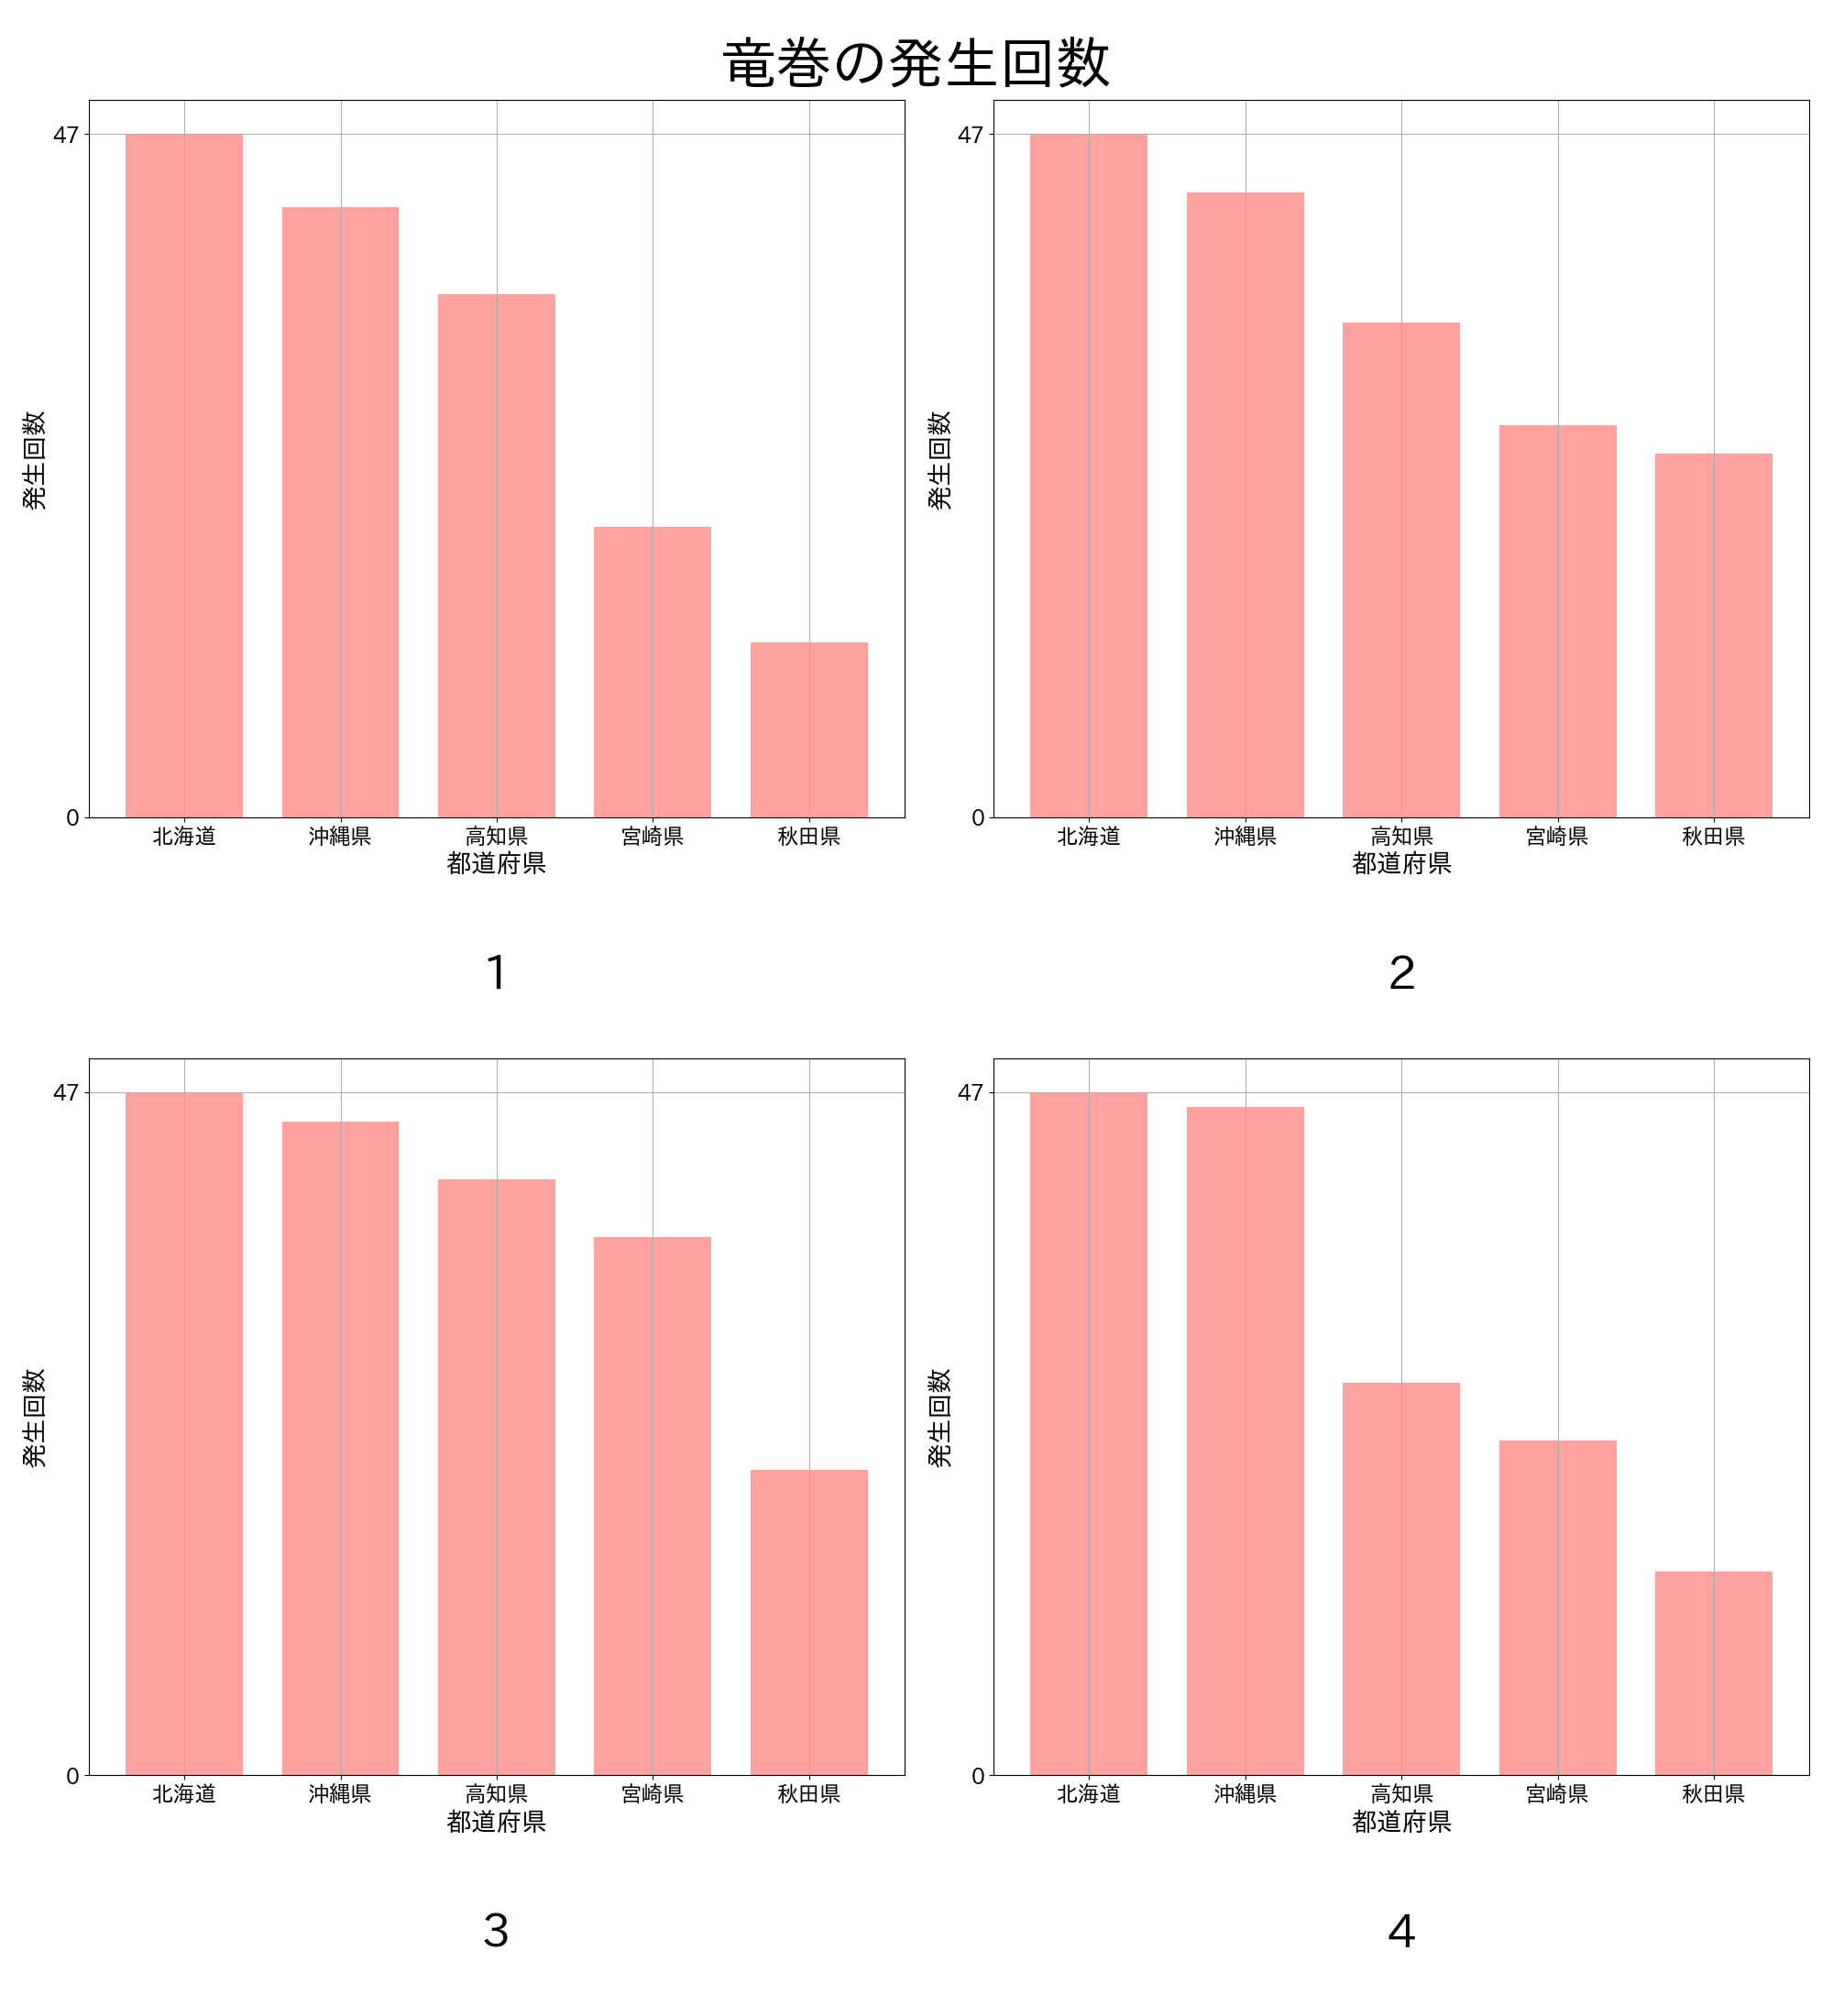 竜巻の発生回数
47
0
発生回数
北海道 沖縄県 高知県 宮崎県 秋田県
都道府県
1
47
0
発生回数
北海道 沖縄県 高知県 宮崎県 秋田県
都道府県
2
47
0
発生回数
北海道 沖縄県 高知県 宮崎県 秋田県
都道府県
3
47
0
発生回数
北海道 沖縄県 高知県 宮崎県 秋田県
都道府県
4